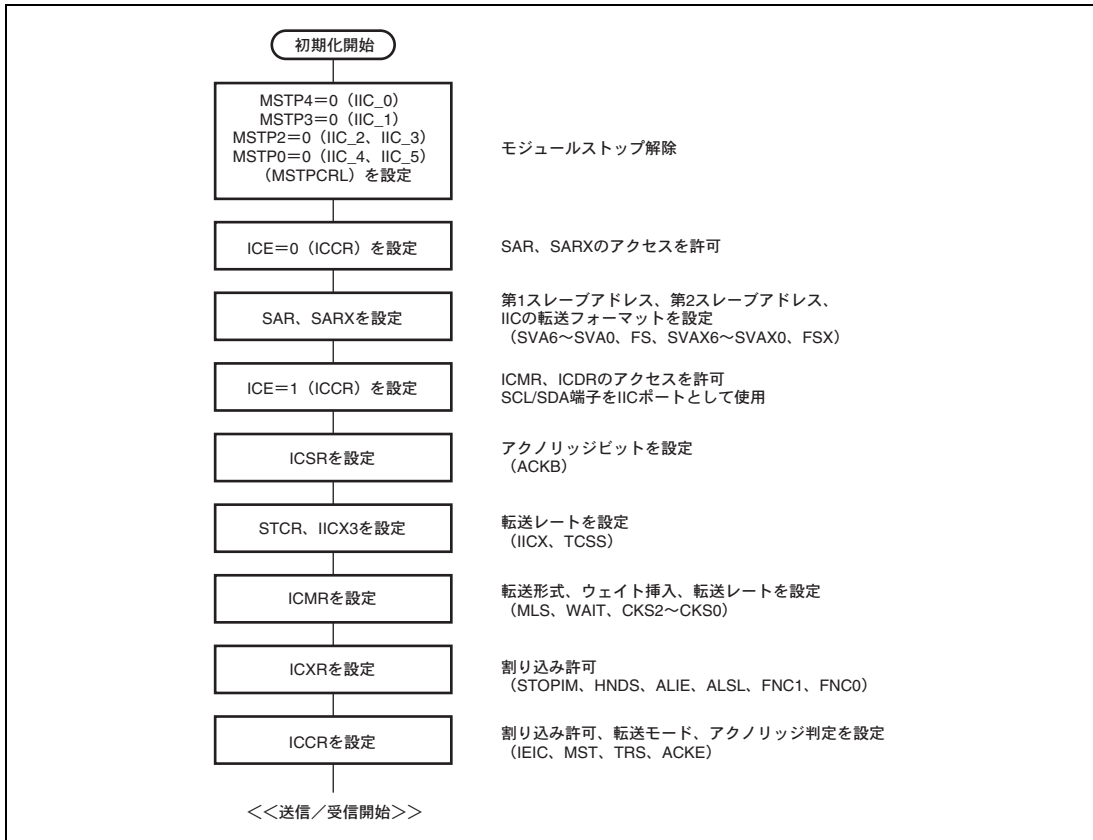 初期化開始
MSTP4=0（IIC_0）
MSTP3=0（IIC_1）
MSTP2=0（IIC_2、IIC_3）
MSTP0=0（IIC_4、IIC_5）
（MSTPCRL）を設定
モジュールストップ解除
ICE=0（ICCR）を設定
SAR、SARXのアクセスを許可
SAR、SARXを設定
第1スレーブアドレス、第2スレーブアドレス、
IICの転送フォーマットを設定
（SVA6～SVA0、FS、SVAX6～SVAX0、FSX）
ICE=1（ICCR）を設定
ICMR、ICDRのアクセスを許可
SCL/SDA端子をIICポートとして使用
ICSRを設定
アクノリッジビットを設定
（ACKB）
STCR、IICX3を設定
転送レートを設定
（IICX、TCSS）
ICMRを設定
転送形式、ウェイト挿入、転送レートを設定
（MLS、WAIT、CKS2～CKS0）
ICXRを設定
割り込み許可
（STOPIM、HNDS、ALIE、ALSL、FNC1、FNC0）
ICCRを設定
割り込み許可、転送モード、アクノリッジ判定を設定
（IEIC、MST、TRS、ACKE）
＜＜送信／受信開始＞＞